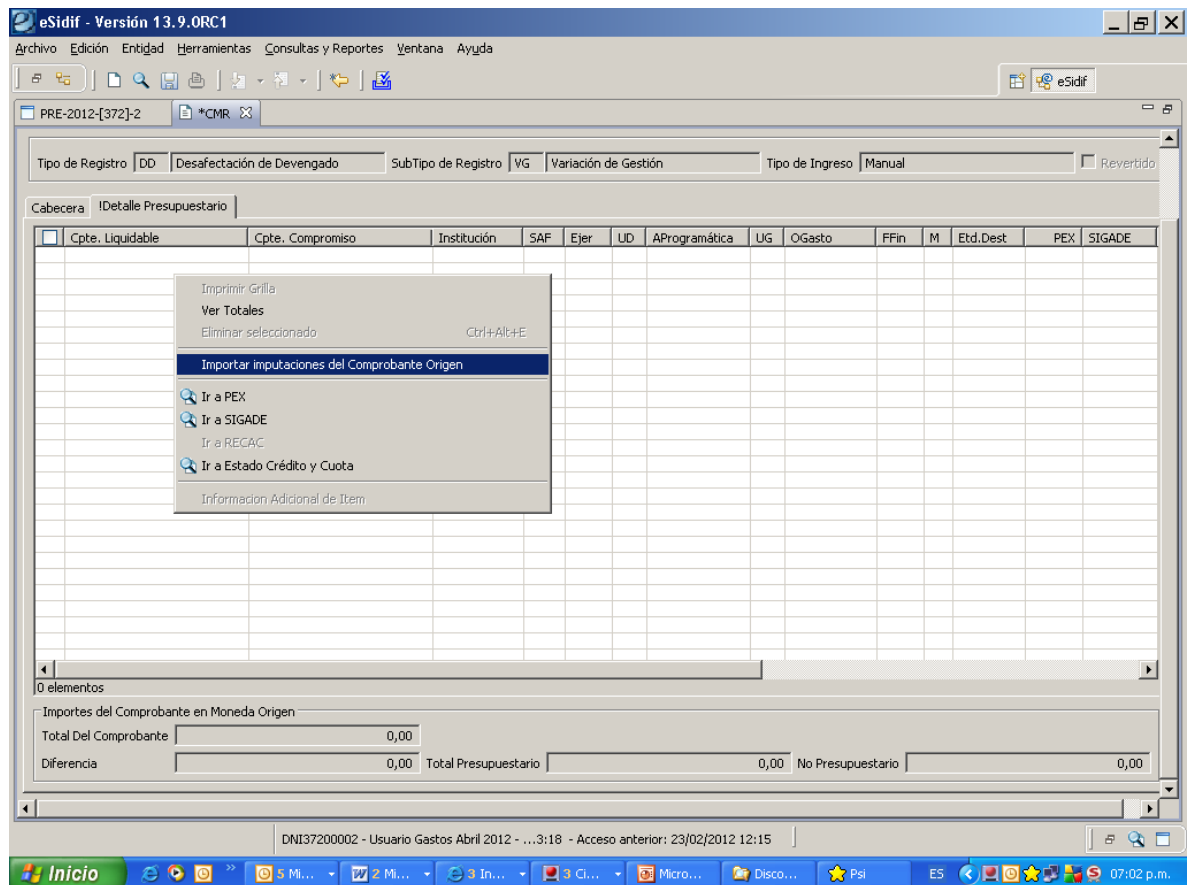 eSidif - Versión 13.9.0RC1
Archivo Edición Entidad Herramientas Consultas y Reportes Ventana Ayuda
eSidif
PRE-2012-[372]-2 *CMR
Tipo de Registro DD Desafectación de Devengado SubTipo de Registro VG Variación de Gestión Tipo de Ingreso Manual Revertido
Cabecera !Detalle Presupuestario
Cpte. Liquidable Cpte. Compromiso Institución SAF Ejer UD AProgramática UG OGasto FFin M Etd.Dest PEX SIGADE
Imprimir Grilla
Ver Totales
Eliminar seleccionado Ctrl+Alt+E
Importar imputaciones del Comprobante Origen
Ir a PEX
Ir a SIGADE
Ir a RECAC
Ir a Estado Crédito y Cuota
Informacion Adicional de Item
0 elementos
Importes del Comprobante en Moneda Origen
Total Del Comprobante 0,00
Diferencia 0,00 Total Presupuestario 0,00 No Presupuestario 0,00
DNI37200002 - Usuario Gastos Abril 2012 - ...3:18 - Acceso anterior: 23/02/2012 12:15
Inicio » 5 Mi... 2 Mi... 3 In... 3 Ci... Micro... Disco... Psi ES 07:02 p.m.